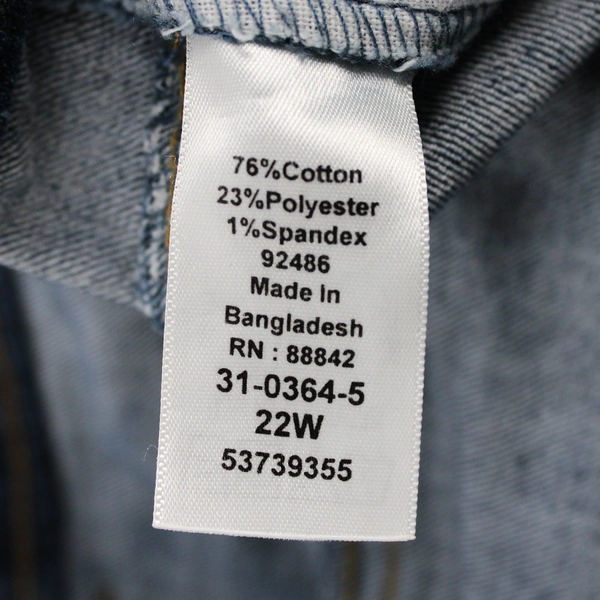 76%Cotton
23%Polyester
1%Spandex
92486
Made In
Bangladesh
RN : 88842
31-0364-5
22W
53739355